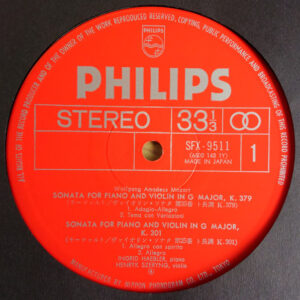 PHILIPS
ALL RIGHTS OF THE RECORD PRODUCER AND OF THE OWNER OF THE WORK REPRODUCED RESERVED. COPYING, PUBLIC PERFORMANCE AND BROADCASTING OF THIS RECORD PROHIBITED
PHILIPS
STEREO
33 1/3
SFX-9511
MADE IN JAPAN
1
Wolfgang Amadeus Mozart
SONATA FOR PIANO AND VIOLIN IN G MAJOR, K. 379
1. Adagio-Allegro
2. Tema con Variazioni
SONATA FOR PIANO AND VIOLIN IN G MAJOR,
K. 301
1. Allegro con spirito
2. Allegro
INGRID HAEBLER, piano
HENRYK SZERYNG, violin
MANUFACTURED BY NIPPON PHONOGRAM CO.